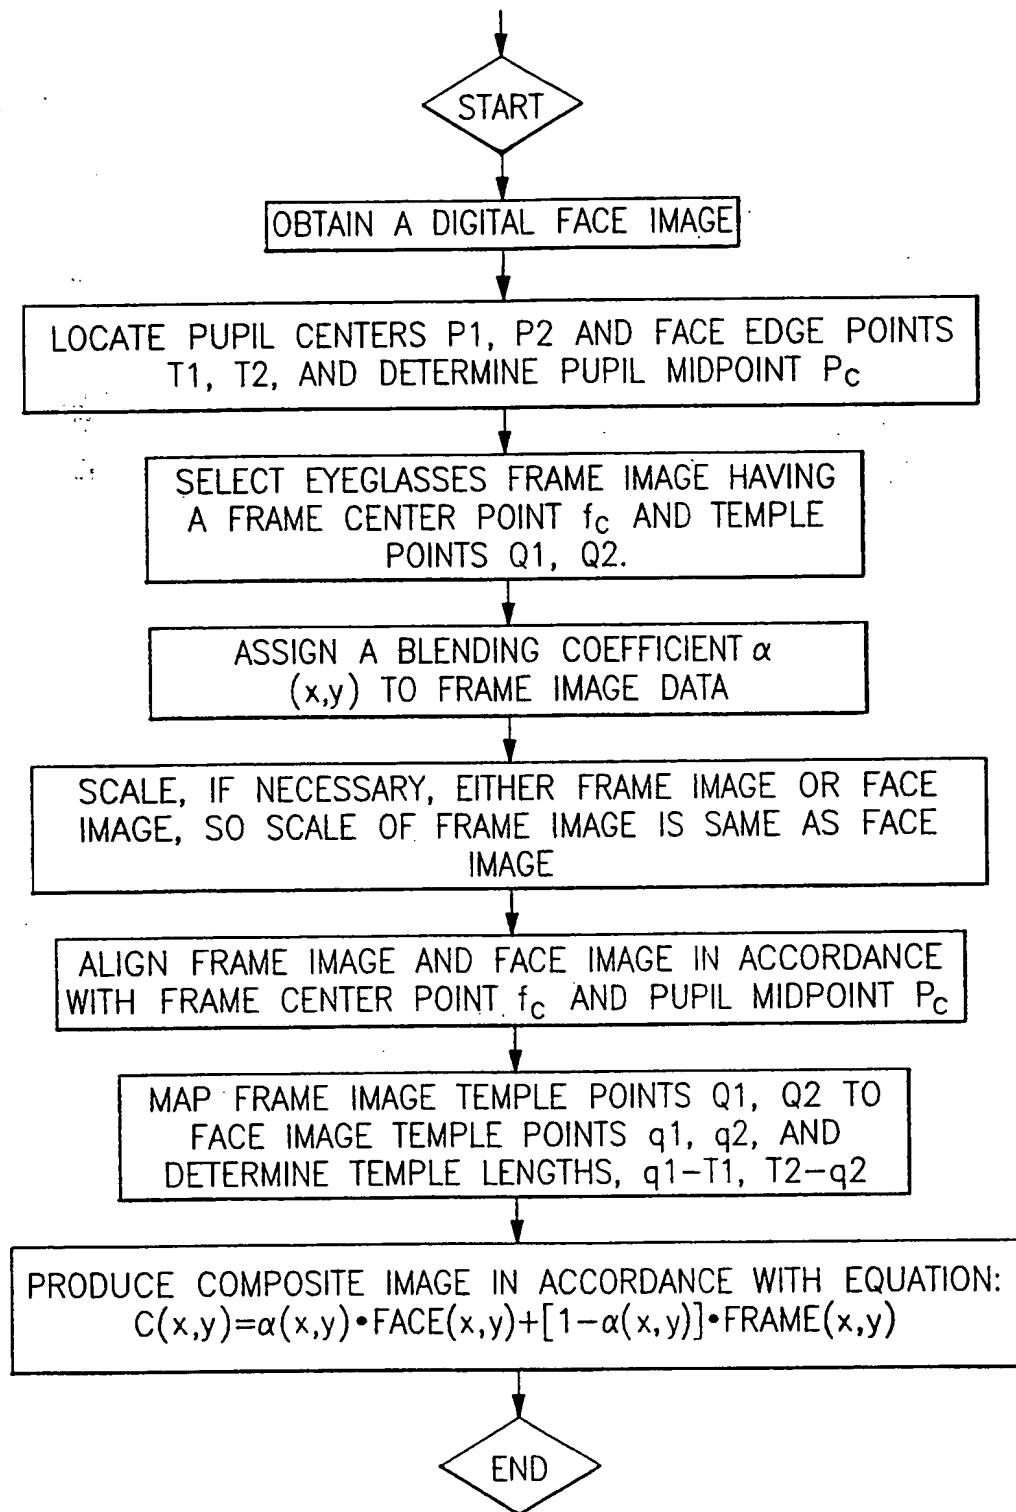 START
OBTAIN A DIGITAL FACE IMAGE
LOCATE PUPIL CENTERS P1, P2 AND FACE EDGE POINTS
T1, T2, AND DETERMINE PUPIL MIDPOINT Pc
SELECT EYEGLASSES FRAME IMAGE HAVING
A FRAME CENTER POINT fc AND TEMPLE
POINTS Q1, Q2.
ASSIGN A BLENDING COEFFICIENT α
(x,y) TO FRAME IMAGE DATA
SCALE, IF NECESSARY, EITHER FRAME IMAGE OR FACE
IMAGE, SO SCALE OF FRAME IMAGE IS SAME AS FACE
IMAGE
ALIGN FRAME IMAGE AND FACE IMAGE IN ACCORDANCE
WITH FRAME CENTER POINT fc AND PUPIL MIDPOINT Pc
MAP FRAME IMAGE TEMPLE POINTS Q1, Q2 TO
FACE IMAGE TEMPLE POINTS q1, q2, AND
DETERMINE TEMPLE LENGTHS, q1-T1, T2-q2
PRODUCE COMPOSITE IMAGE IN ACCORDANCE WITH EQUATION:
C(x,y)=α(x,y)•FACE(x,y)+[1-α(x,y)]•FRAME(x,y)
END